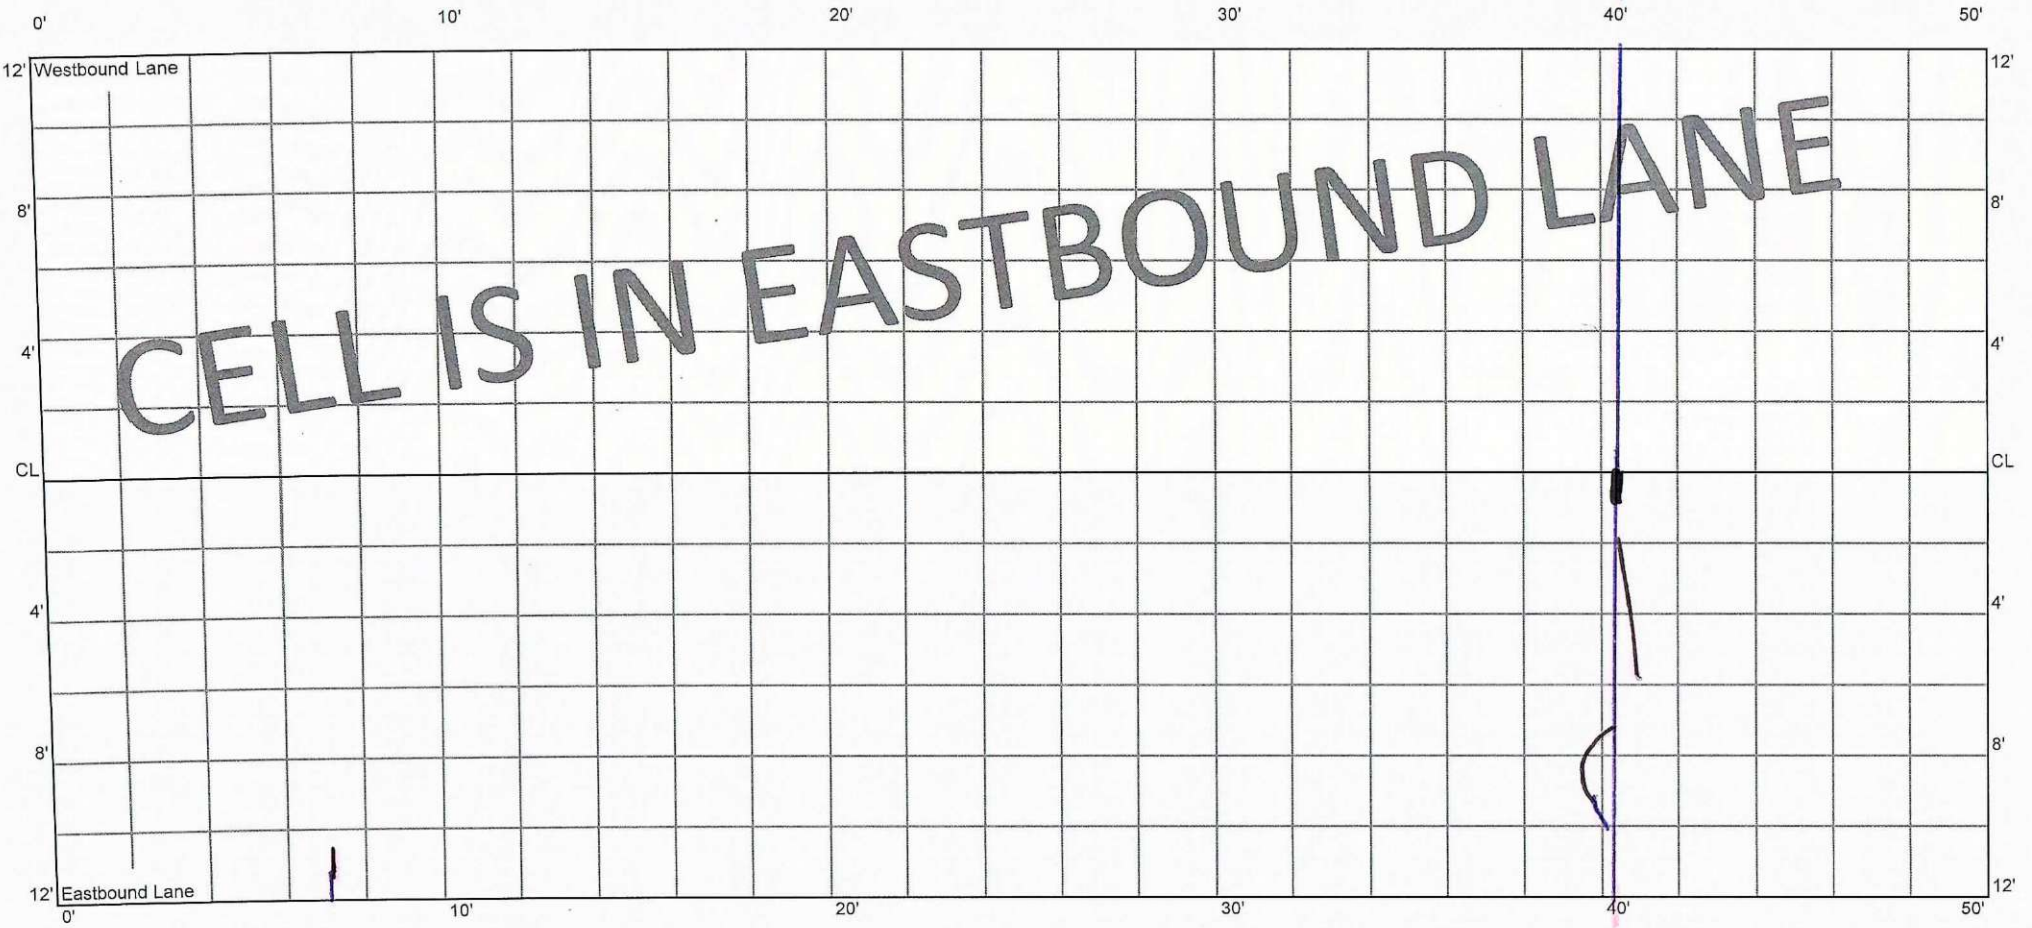 0' 10' 20' 30' 40' 50'
12' Westbound Lane 12'
8' 8'
4' 4'
CELL IS IN EASTBOUND LANE
CL CL
4' 4'
8' 8'
12' Eastbound Lane 12'
0' 10' 20' 30' 40' 50'